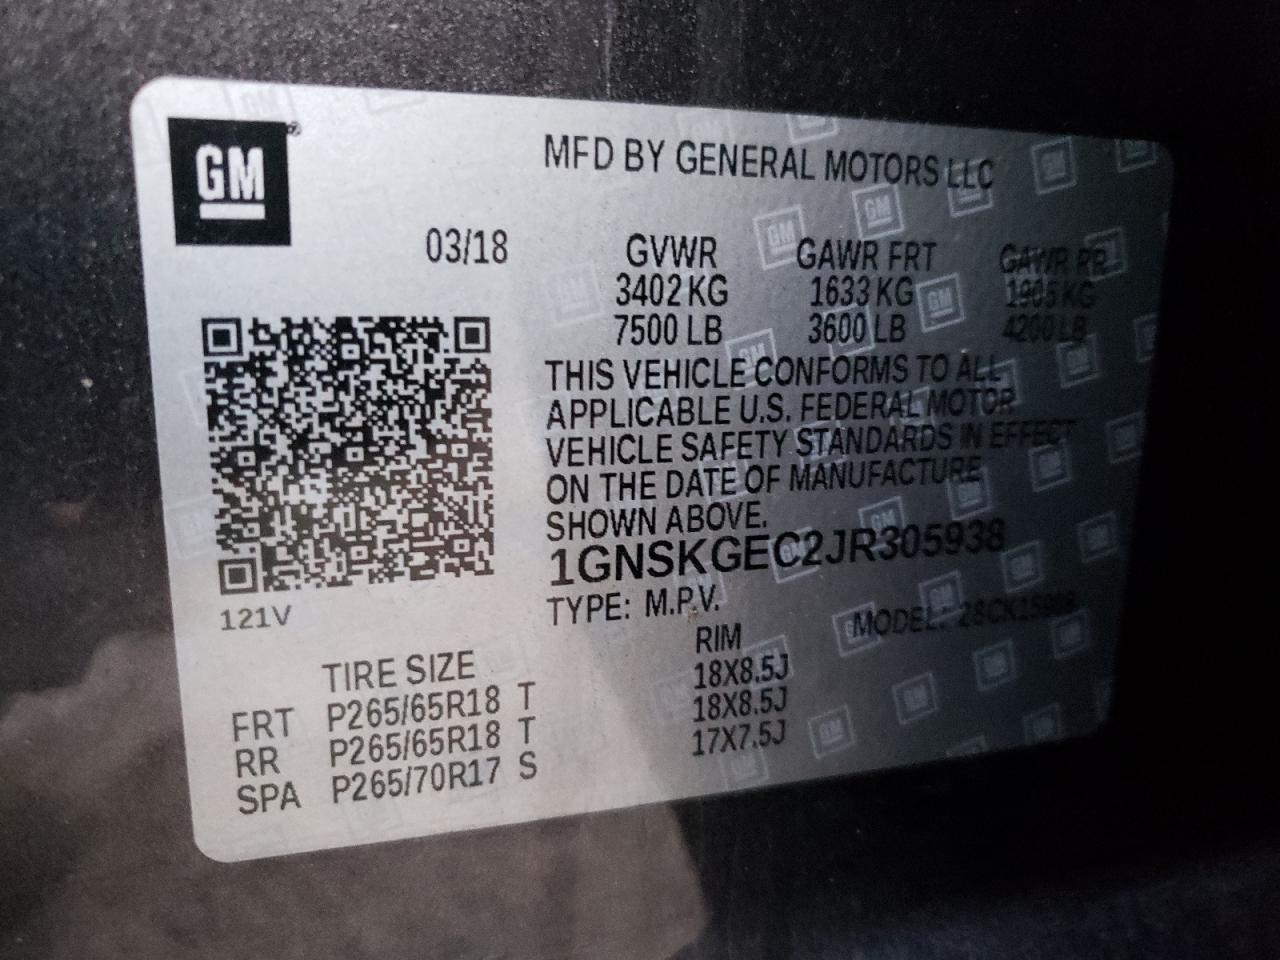 GM
MFD BY GENERAL MOTORS LLC
03/18
GVWR GAWR FRT GAWR RR
3402 KG 1633 KG 1905 KG
7500 LB 3600 LB 4200 LB
THIS VEHICLE CONFORMS TO ALL
APPLICABLE U.S. FEDERAL MOTOR
VEHICLE SAFETY STANDARDS IN EFFECT
ON THE DATE OF MANUFACTURE
SHOWN ABOVE.
1GNSKGEC2JR305938
121V
TYPE: M.P.V. MODEL:
TIRE SIZE RIM
FRT P265/65R18 T 18X8.5J
RR P265/65R18 T 18X8.5J
SPA P265/70R17 S 17X7.5J